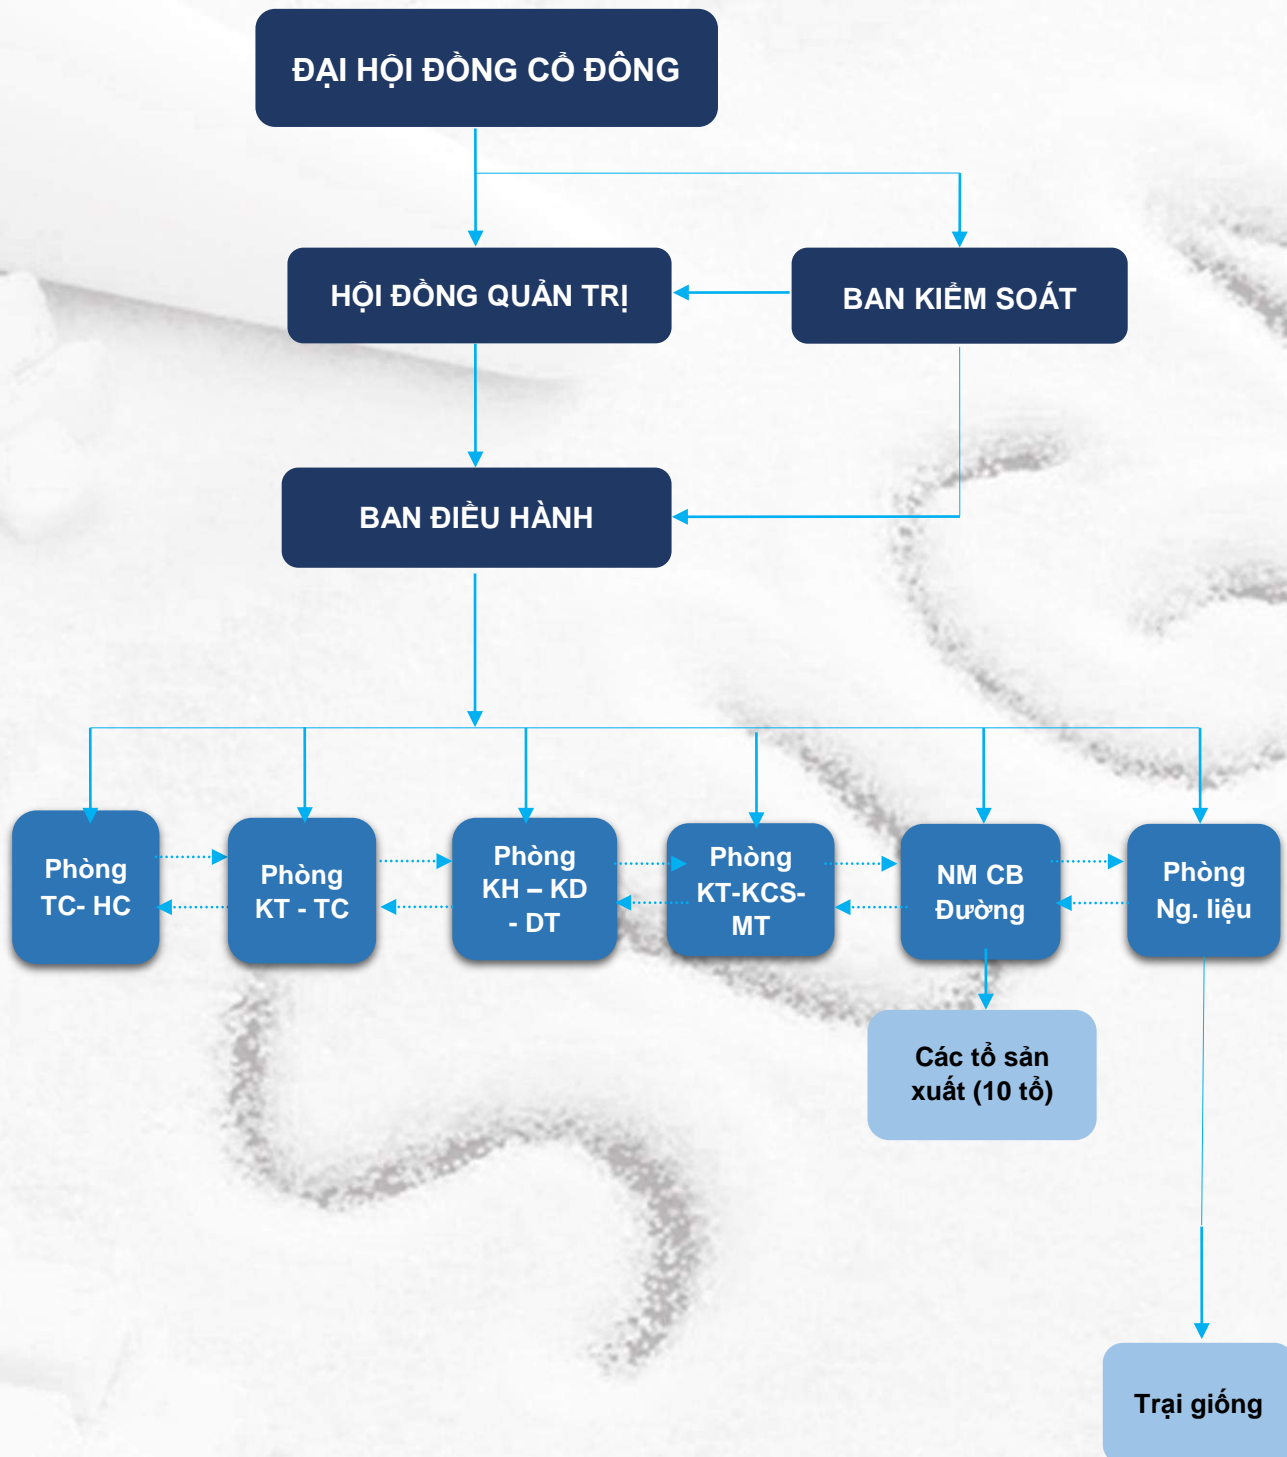 ĐẠI HỘI ĐỒNG CỔ ĐÔNG
HỘI ĐỒNG QUẢN TRỊ
BAN KIỂM SOÁT
BAN ĐIỀU HÀNH
Phòng
TC- HC
Phòng
KT - TC
Phòng
KH – KD
- DT
Phòng
KT-KCS-
MT
NM CB
Đường
Phòng
Ng. liệu
Các tổ sản
xuất (10 tổ)
Trại giống